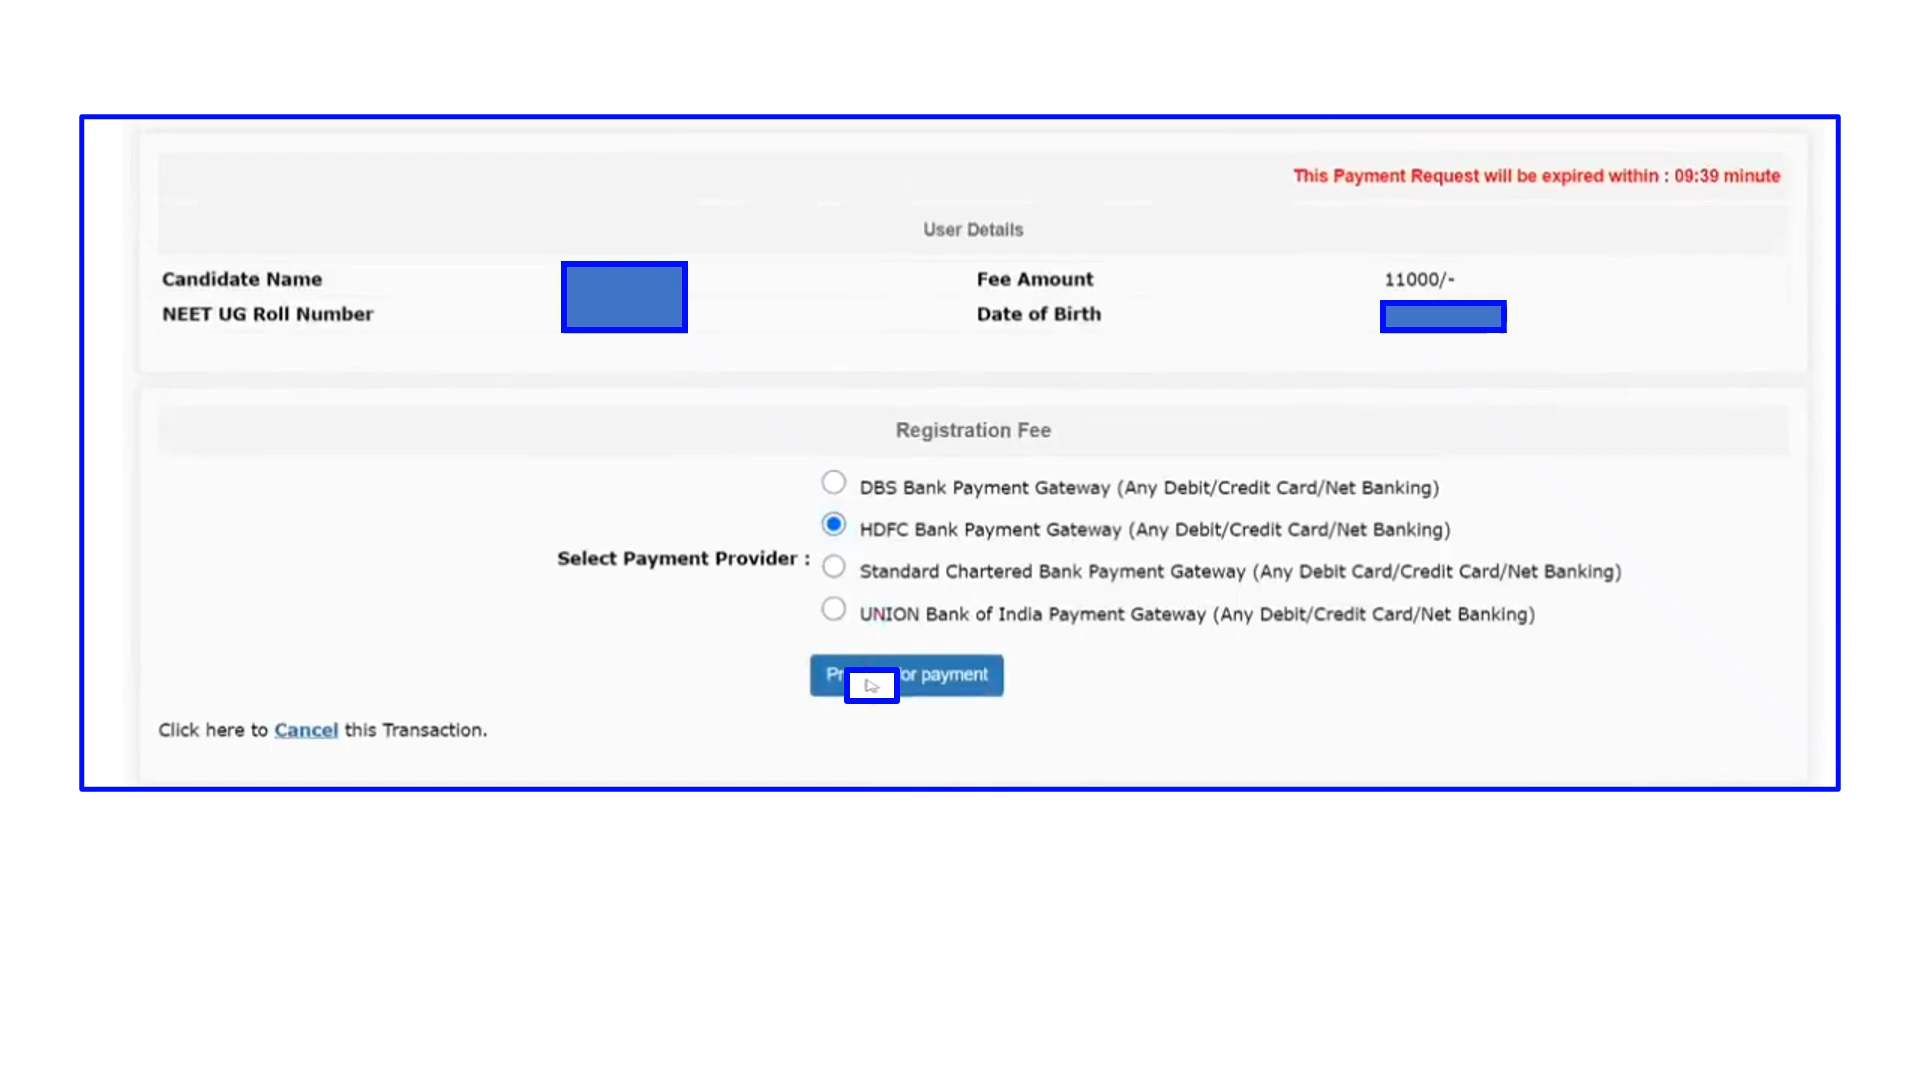 This Payment Request will be expired within : 09:39 minute
User Details
Candidate Name
Fee Amount
11000/-
NEET UG Roll Number
Date of Birth
Registration Fee
Select Payment Provider :
DBS Bank Payment Gateway (Any Debit/Credit Card/Net Banking)
HDFC Bank Payment Gateway (Any Debit/Credit Card/Net Banking)
Standard Chartered Bank Payment Gateway (Any Debit Card/Credit Card/Net Banking)
UNION Bank of India Payment Gateway (Any Debit/Credit Card/Net Banking)
payment
Click here to Cancel this Transaction.